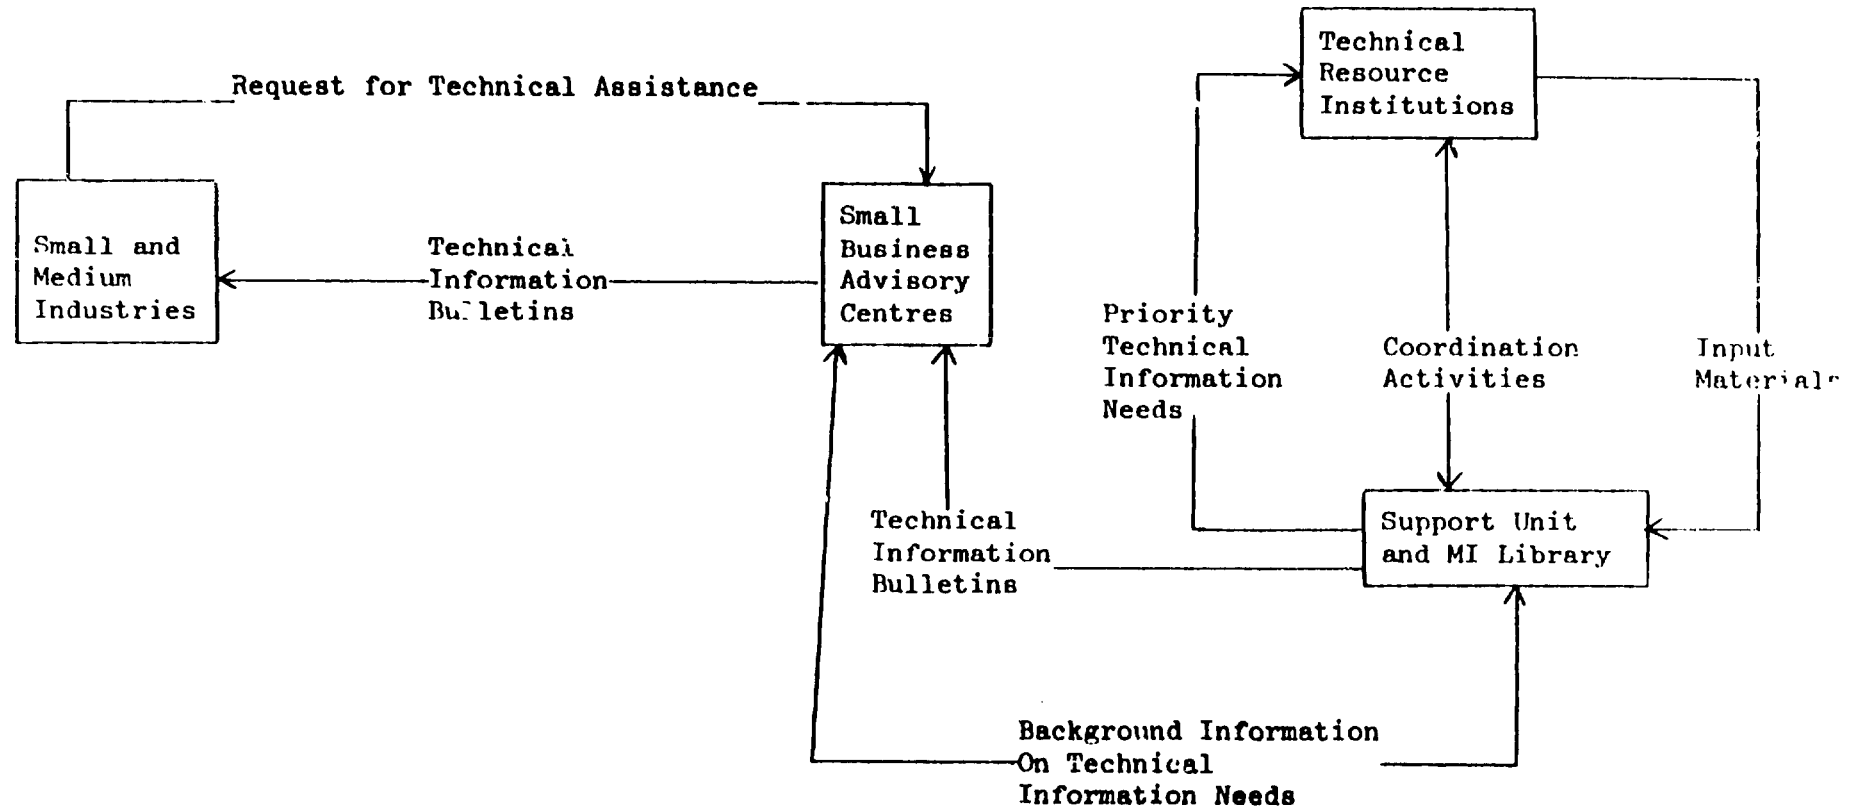 Request for Technical Assistance
Small and
Medium
Industries
Technical
Information
Bulletins
Small
Business
Advisory
Centres
Technical
Resource
Institutions
Priority
Technical
Information
Needs
Coordination
Activities
Input
Materials
Technical
Information
Bulletins
Support Unit
and MI Library
Background Information
On Technical
Information Needs